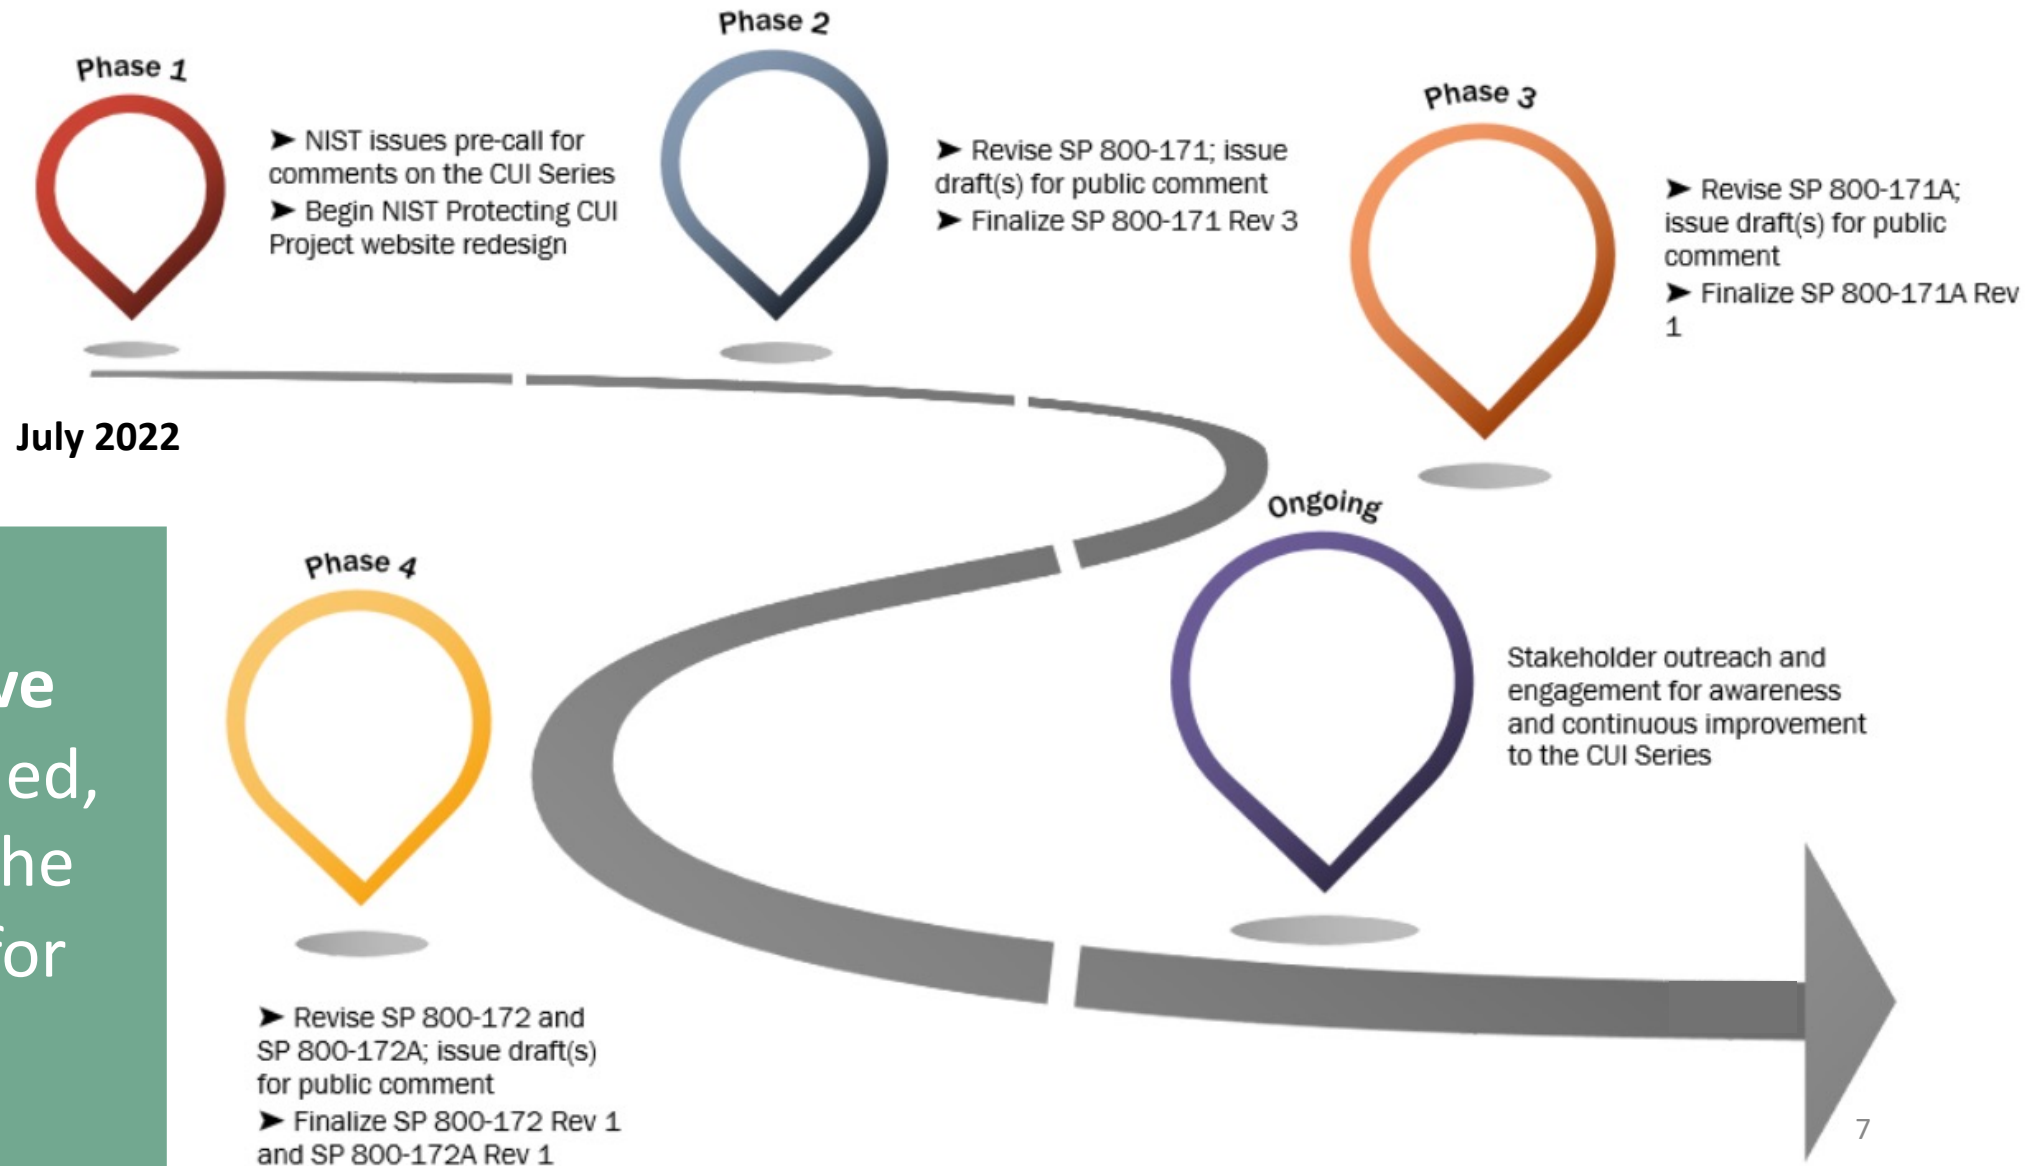 Phase 1
➤ NIST issues pre-call for
comments on the CUI Series
➤ Begin NIST Protecting CUI
Project website redesign
Phase 2
➤ Revise SP 800-171; issue
draft(s) for public comment
➤ Finalize SP 800-171 Rev 3
Phase 3
➤ Revise SP 800-171A;
issue draft(s) for public
comment
➤ Finalize SP 800-171A Rev
1
July 2022
ve
ed,
he
for
Phase 4
➤ Revise SP 800-172 and
SP 800-172A; issue draft(s)
for public comment
➤ Finalize SP 800-172 Rev 1
and SP 800-172A Rev 1
Ongoing
Stakeholder outreach and
engagement for awareness
and continuous improvement
to the CUI Series
7